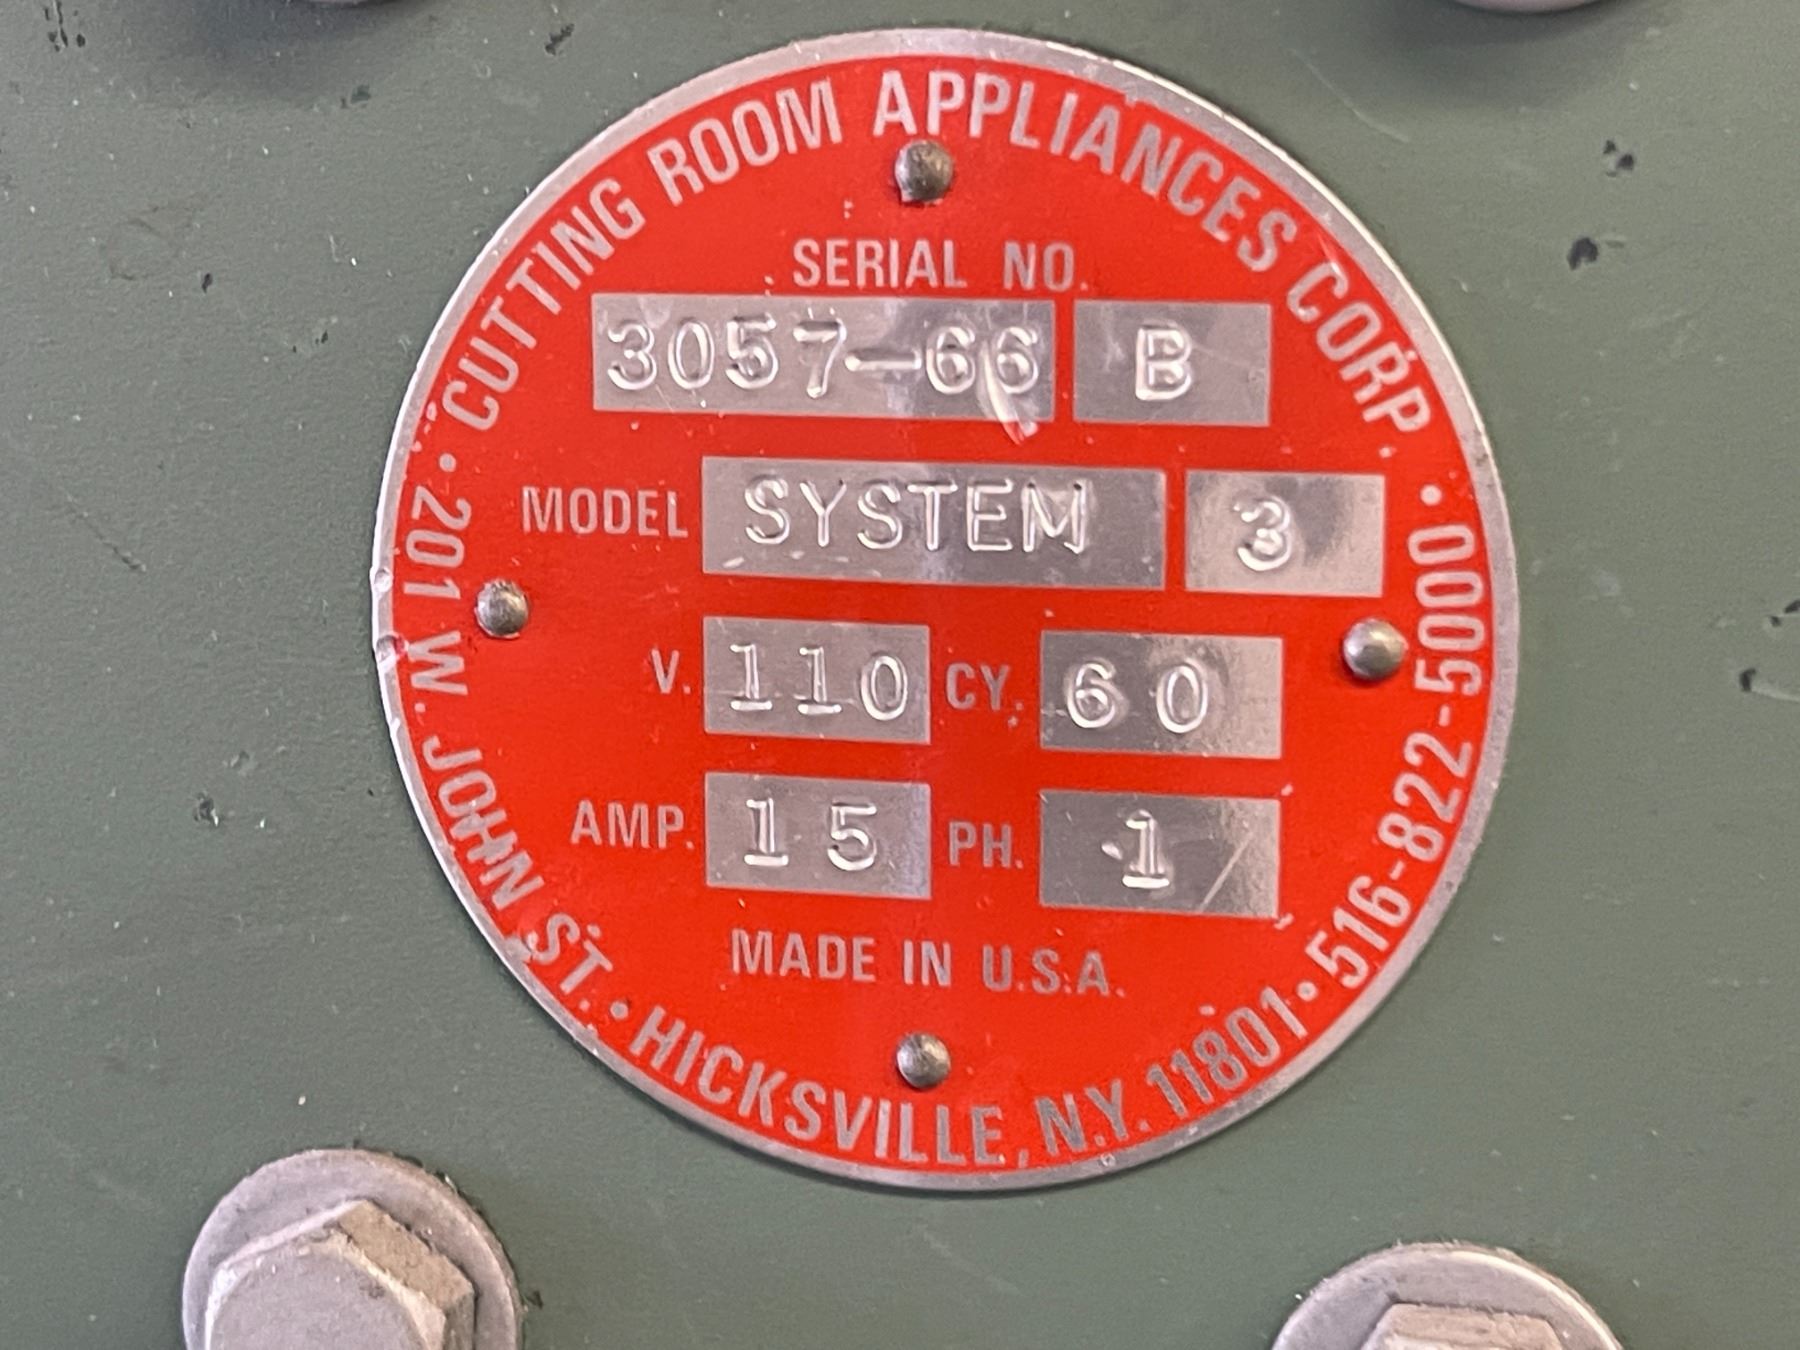 CUTTING ROOM APPLIANCES CORP.
• 516-822-5000 •
201 W. JOHN ST. • HICKSVILLE, N.Y. 11801 •
SERIAL NO.
3057-66 B
MODEL SYSTEM 3
V. 110 CY. 60
AMP. 15 PH. 1
MADE IN U.S.A.